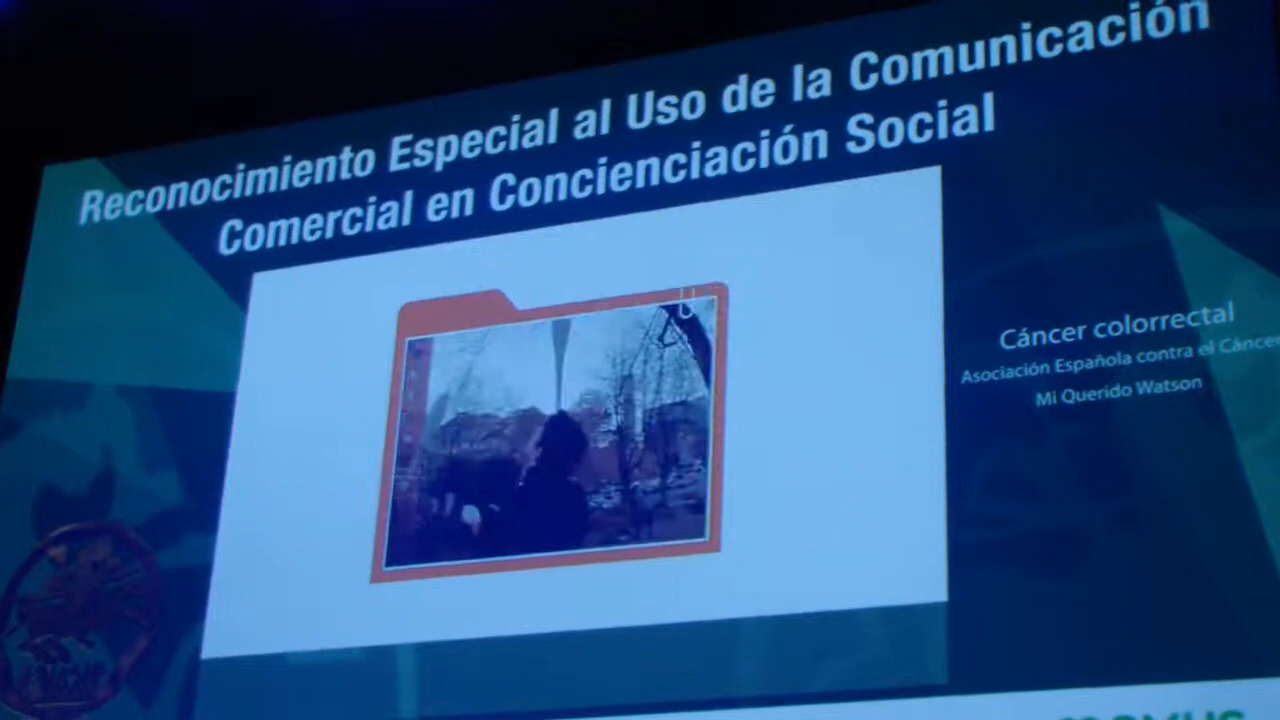 Reconocimiento Especial al Uso de la Comunicación
Comercial en Concienciación Social
Cáncer colorrectal
Asociación Española contra el Cáncer
Mi Querido Watson